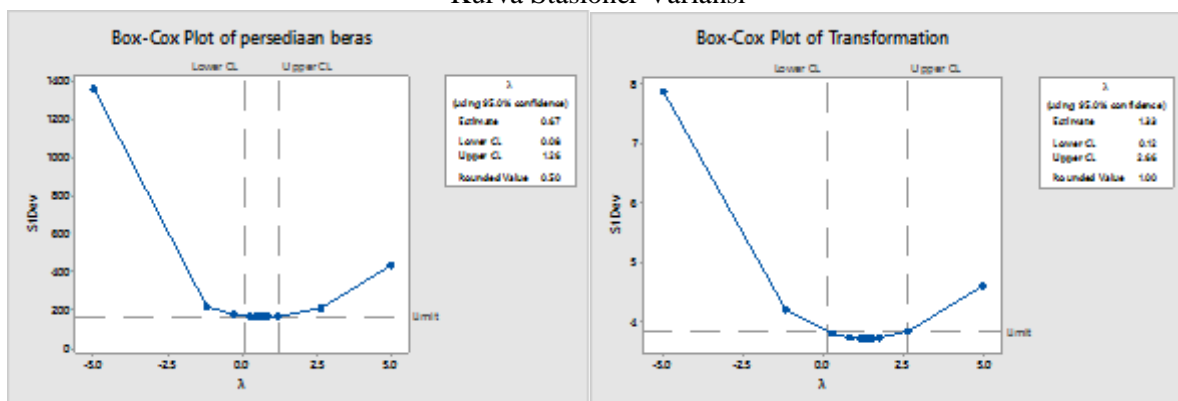 Kurva Stasioner Variansi
Box-Cox Plot of persediaan beras
Lower CL
Upper CL
1400
1200
1000
800
600
400
200
0
StDev
-5.0
-2.5
0.0
2.5
5.0
λ
Limit
λ
(using 95.0% confidence)
Estimate 0.67
Lower CL
Upper CL
Rounded Value 0.50
Box-Cox Plot of Transformation
Lower CL
Upper CL
8
7
6
5
4
StDev
-5.0
-2.5
0.0
2.5
5.0
λ
Limit
λ
(using 95.0% confidence)
Estimate 1.33
Lower CL 0.12
Upper CL 2.66
Rounded Value 1.00